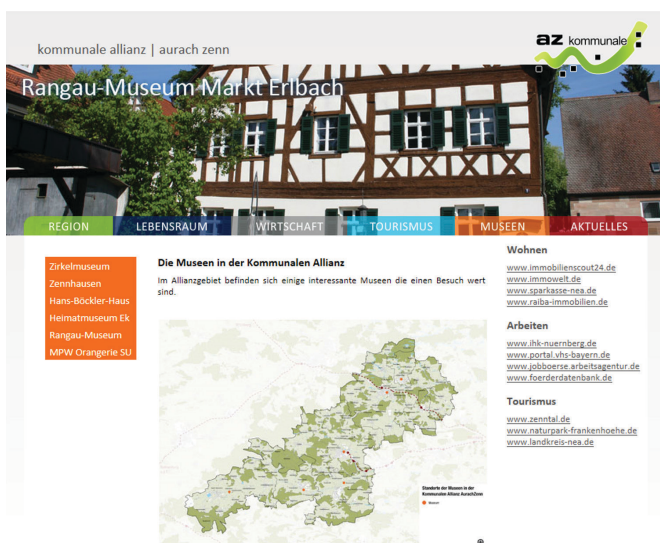 kommunale allianz | aurach zenn
az kommunale
Rangau-Museum Markt Erlbach
REGION LEBENSRAUM WIRTSCHAFT TOURISMUS MUSEEN AKTUELLES
Zirkelmuseum
Zennhausen
Hans-Böckler-Haus
Heimatmuseum Ek
Rangau-Museum
MPW Orangerie SU
Die Museen in der Kommunalen Allianz
Im Allianzgebiet befinden sich einige interessante Museen die einen Besuch wert
sind.
Standorte der Museen in der
Kommunalen Allianz AurachZenn
Wohnen
www.immobilienscout24.de
www.immowelt.de
www.sparkasse-nea.de
www.raiba-immobilien.de
Arbeiten
www.ihk-nuernberg.de
www.portal.vhs-bayern.de
www.jobboerse.arbeitsagentur.de
www.foerderdatenbank.de
Tourismus
www.zenntal.de
www.naturpark-frankenhoehe.de
www.landkreis-nea.de